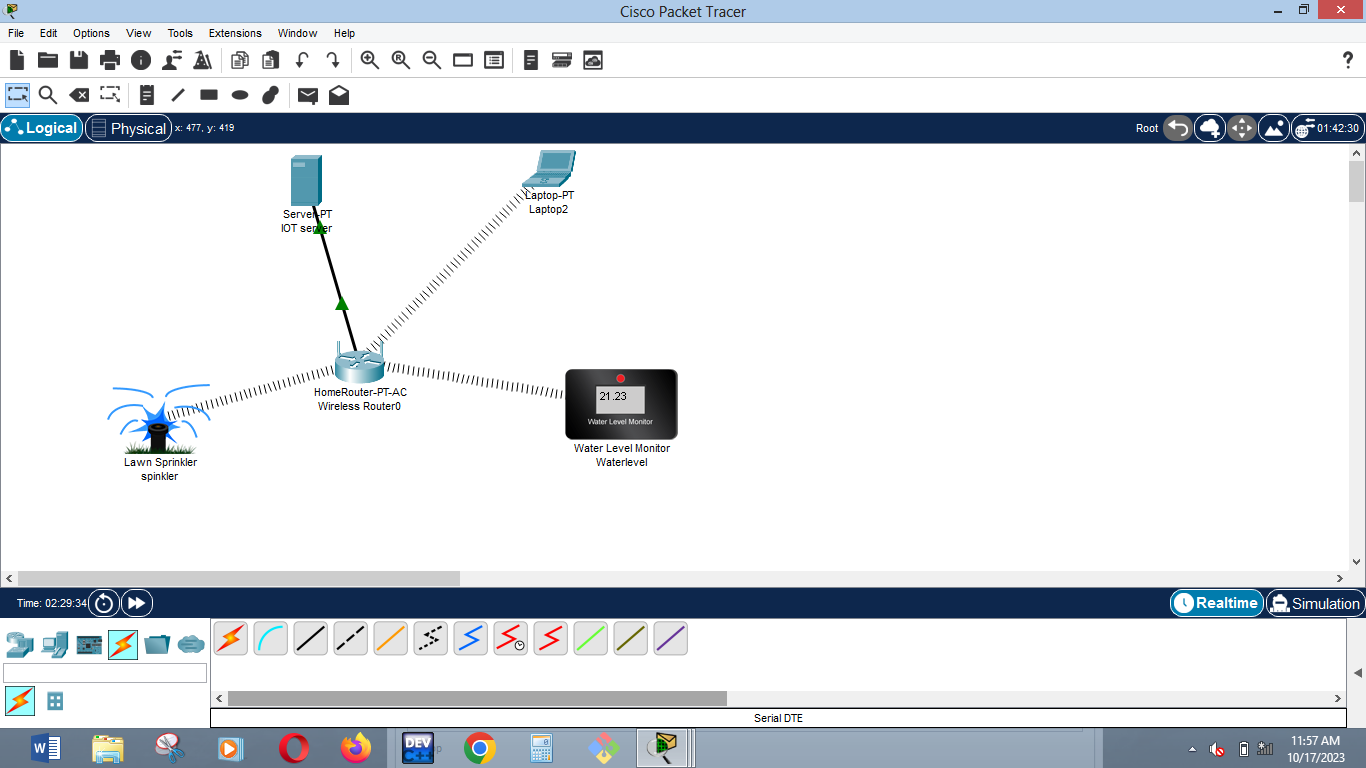 Cisco Packet Tracer
File Edit Options View Tools Extensions Window Help
Logical Physical x: 477, y: 419 Root 01:42:30
Server-PT
IOT server
Laptop-PT
Laptop2
HomeRouter-PT-AC
Wireless Router0
21.23
Water Level Monitor
Water Level Monitor
Waterlevel
Lawn Sprinkler
spinkler
Time: 02:29:34 Realtime Simulation
Serial DTE
DEV
C++
11:57 AM
10/17/2023